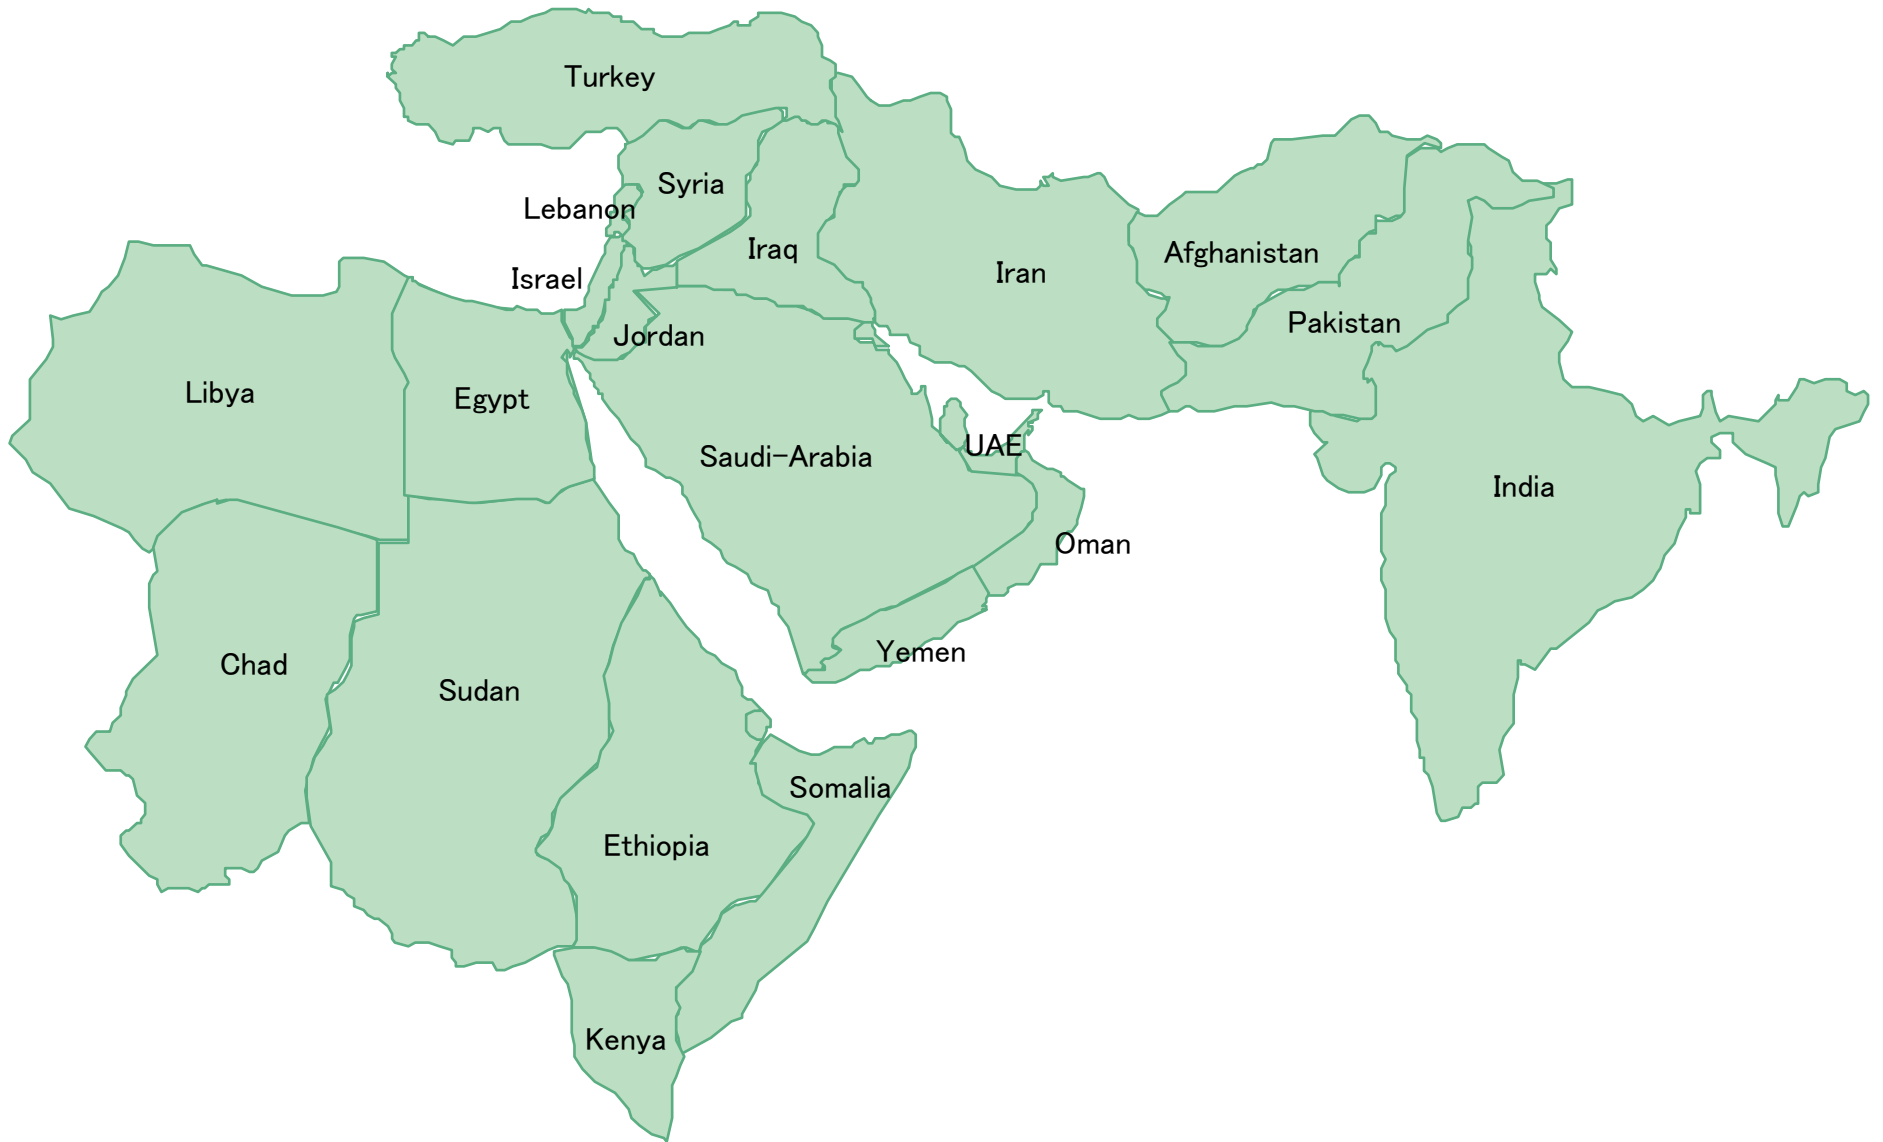 Turkey
Syria
Lebanon
Iraq
Afghanistan
Iran
Israel
Pakistan
Jordan
Libya
Egypt
UAE
Saudi-Arabia
India
Oman
Yemen
Chad
Sudan
Somalia
Ethiopia
Kenya